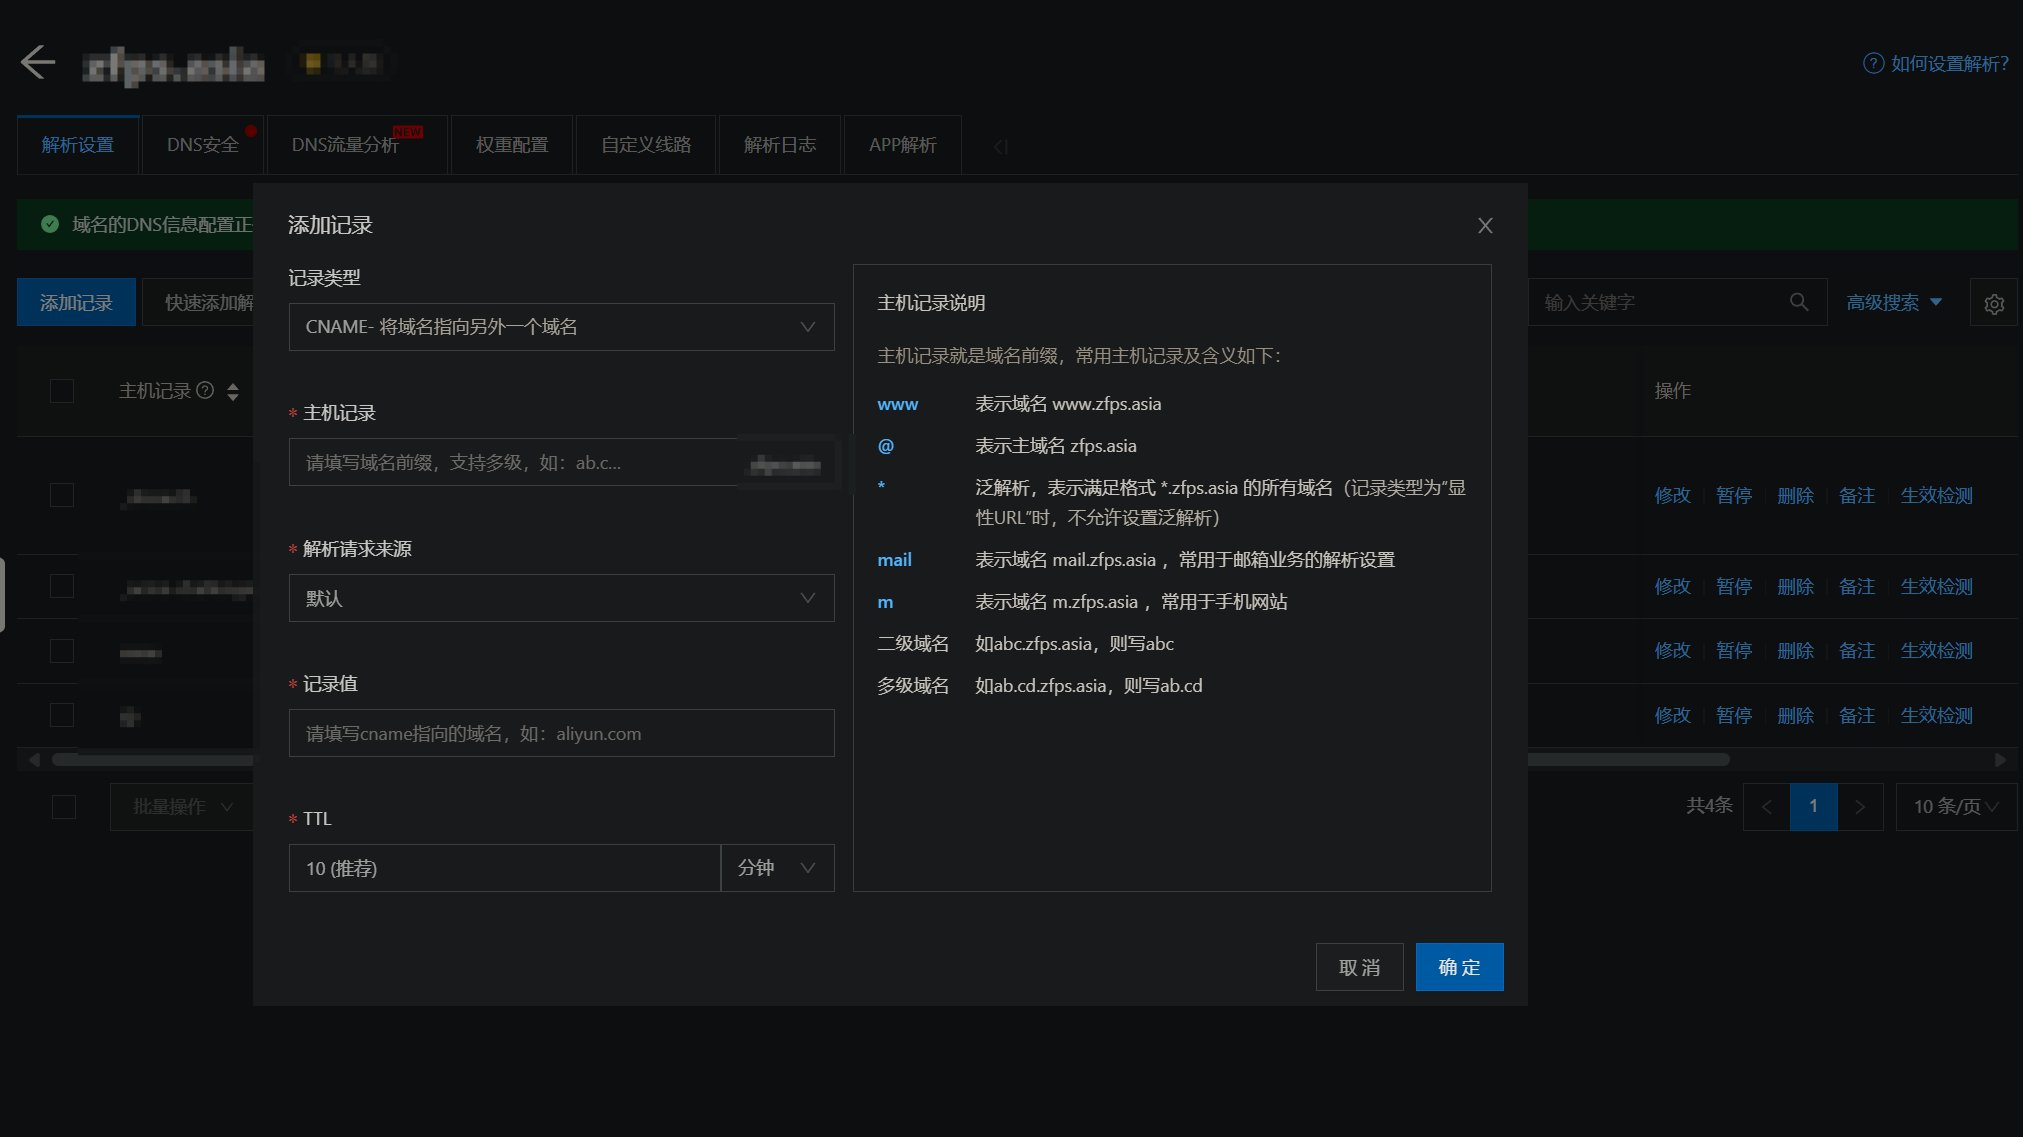 如何设置解析?
解析设置
DNS安全
DNS流量分析
NEW
权重配置
自定义线路
解析日志
APP解析
域名的DNS信息配置正
添加记录
快速添加解
输入关键字
高级搜索
主机记录
操作
修改 暂停 删除 备注 生效检测
修改 暂停 删除 备注 生效检测
修改 暂停 删除 备注 生效检测
修改 暂停 删除 备注 生效检测
批量操作
共4条
1
10 条/页
添加记录
记录类型
CNAME- 将域名指向另外一个域名
* 主机记录
请填写域名前缀，支持多级，如：ab.c...
* 解析请求来源
默认
* 记录值
请填写cname指向的域名，如：aliyun.com
* TTL
10 (推荐)
分钟
主机记录说明
主机记录就是域名前缀，常用主机记录及含义如下：
www 表示域名 www.zfps.asia
@ 表示主域名 zfps.asia
* 泛解析，表示满足格式 *.zfps.asia 的所有域名（记录类型为”显
性URL”时，不允许设置泛解析）
mail 表示域名 mail.zfps.asia ，常用于邮箱业务的解析设置
m 表示域名 m.zfps.asia ，常用于手机网站
二级域名 如abc.zfps.asia，则写abc
多级域名 如ab.cd.zfps.asia，则写ab.cd
取 消
确 定